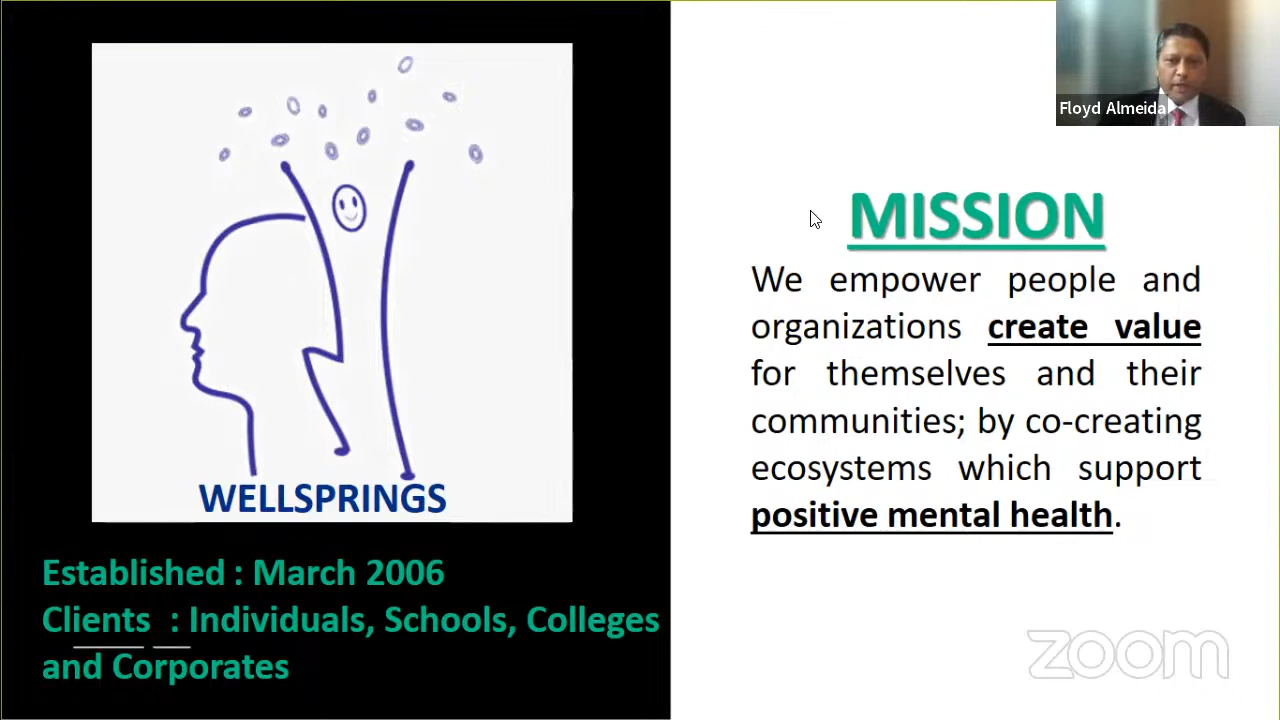 Floyd Almeida
MISSION
We empower people and
organizations create value
for themselves and their
communities; by co-creating
ecosystems which support
positive mental health.
WELLSPRINGS
Established : March 2006
Clients : Individuals, Schools, Colleges
and Corporates
zoom